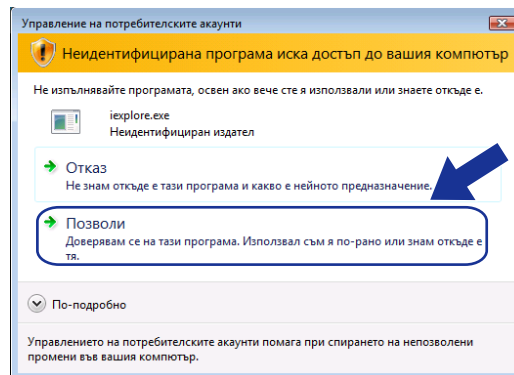 Управление на потребителските акаунти
Неидентифицирана програма иска достъп до вашия компютър
Не изпълнявайте програмата, освен ако вече сте я използвали или знаете откъде е.
iexplore.exe
Неидентифициран издател
Отказ
Не знам откъде е тази програма и какво е нейното предназначение.
Позволи
Доверявам се на тази програма. Използвал съм я по-рано или знам откъде е
тя.
По-подробно
Управлението на потребителските акаунти помага при спирането на непозволени
промени във вашия компютър.